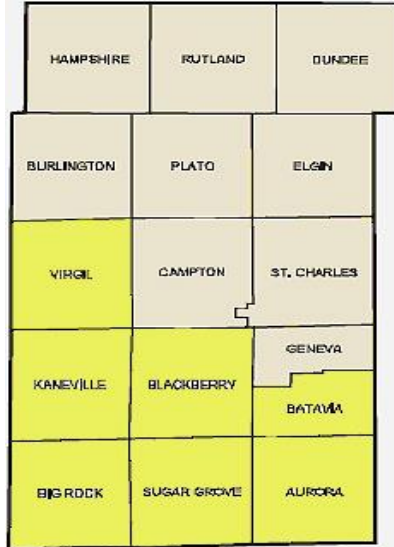 HAMPSHIRE RUTLAND DUNDEE
BURLINGTON PLATO ELGIN
VIRGIL CAMPTON ST. CHARLES
GENEVA
KANEVILLE BLACKBERRY
BATAVIA
BIG ROCK SUGAR GROVE AURORA